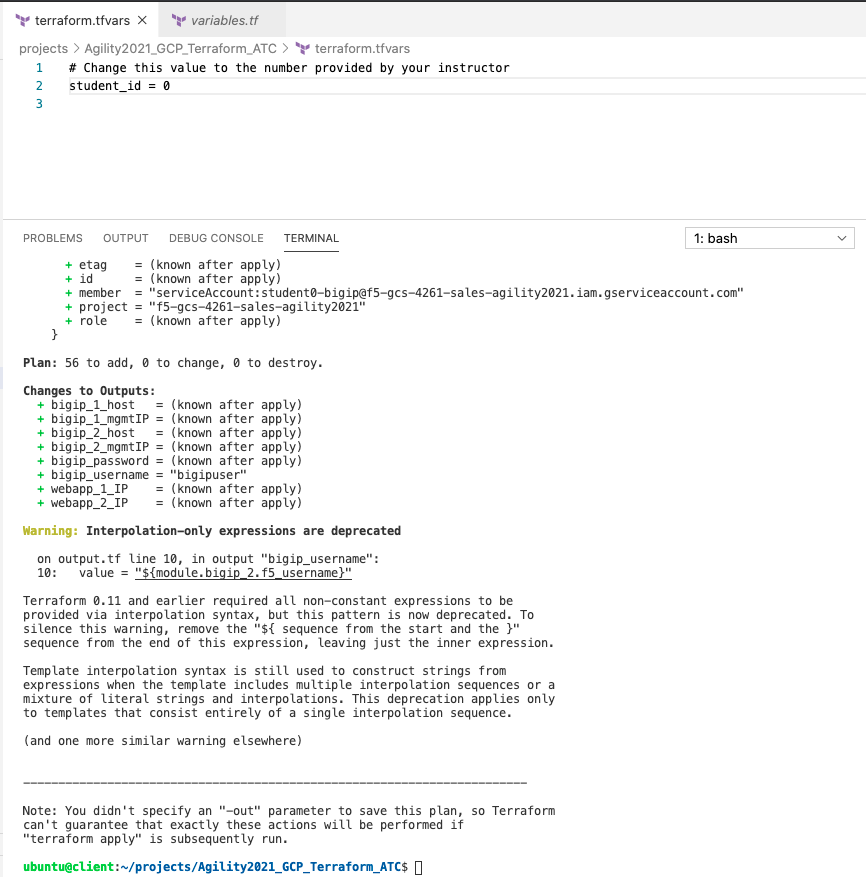 terraform.tfvars × variables.tf
projects > Agility2021_GCP_Terraform_ATC > terraform.tfvars
1 # Change this value to the number provided by your instructor
2 student_id = 0
3
PROBLEMS OUTPUT DEBUG CONSOLE TERMINAL 1: bash
+ etag    = (known after apply)
+ id      = (known after apply)
+ member  = "serviceAccount:student0-bigip@f5-gcs-4261-sales-agility2021.iam.gserviceaccount.com"
+ project = "f5-gcs-4261-sales-agility2021"
+ role    = (known after apply)
}
Plan: 56 to add, 0 to change, 0 to destroy.
Changes to Outputs:
+ bigip_1_host   = (known after apply)
+ bigip_1_mgmtIP = (known after apply)
+ bigip_2_host   = (known after apply)
+ bigip_2_mgmtIP = (known after apply)
+ bigip_password = (known after apply)
+ bigip_username = "bigipuser"
+ webapp_1_IP    = (known after apply)
+ webapp_2_IP    = (known after apply)
Warning: Interpolation-only expressions are deprecated
on output.tf line 10, in output "bigip_username":
10:   value = "${module.bigip_2.f5_username}"
Terraform 0.11 and earlier required all non-constant expressions to be
provided via interpolation syntax, but this pattern is now deprecated. To
silence this warning, remove the "${ sequence from the start and the }"
sequence from the end of this expression, leaving just the inner expression.
Template interpolation syntax is still used to construct strings from
expressions when the template includes multiple interpolation sequences or a
mixture of literal strings and interpolations. This deprecation applies only
to templates that consist entirely of a single interpolation sequence.
(and one more similar warning elsewhere)
------------------------------------------------------------------------
Note: You didn't specify an "-out" parameter to save this plan, so Terraform
can't guarantee that exactly these actions will be performed if
"terraform apply" is subsequently run.
ubuntu@client:~/projects/Agility2021_GCP_Terraform_ATC$